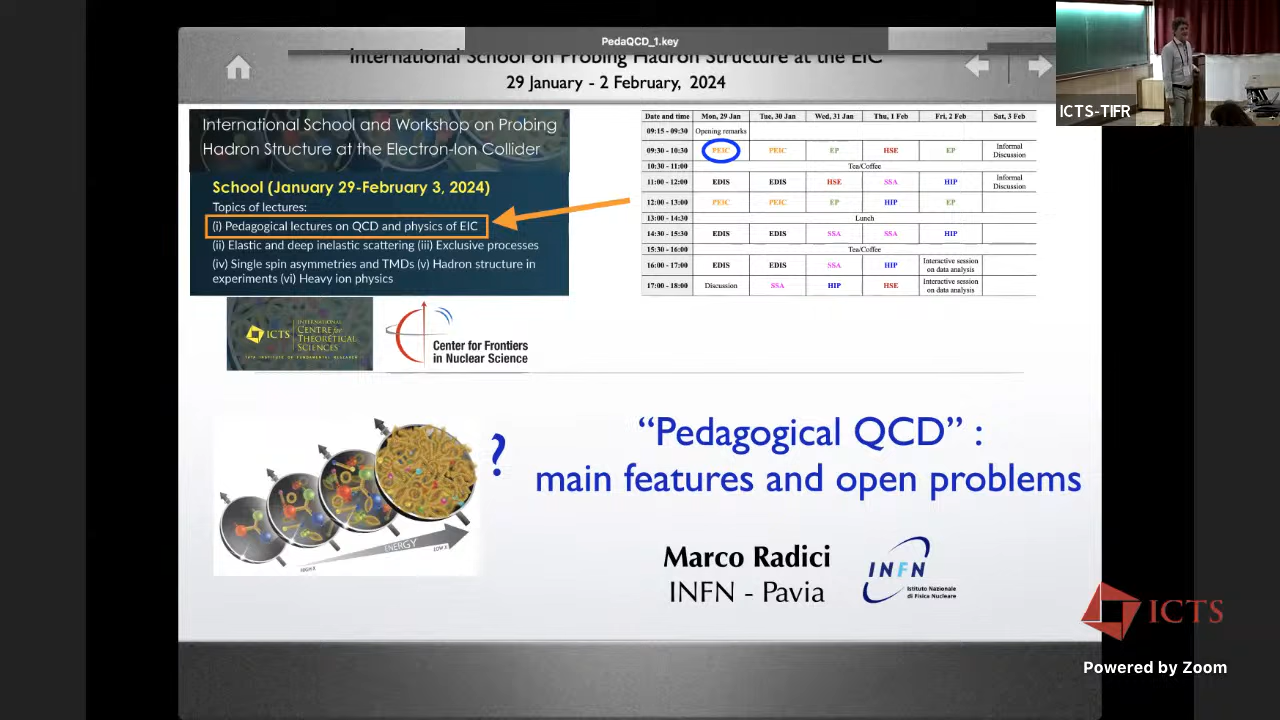 PedaQCD_1.key
International School on Probing Hadron Structure at the EIC
29 January - 2 February, 2024
ICTS-TIFR
International School and Workshop on Probing
Hadron Structure at the Electron-Ion Collider
School (January 29-February 3, 2024)
Topics of lectures:
(i) Pedagogical lectures on QCD and physics of EIC
(ii) Elastic and deep inelastic scattering (iii) Exclusive processes
(iv) Single spin asymmetries and TMDs (v) Hadron structure in
experiments (vi) Heavy ion physics
Date and time Mon, 29 Jan Tue, 30 Jan Wed, 31 Jan Thu, 1 Feb Fri, 2 Feb Sat, 3 Feb
09:15 - 09:30 Opening remarks
09:30 - 10:30 PEIC PEIC EP HSE EP Informal Discussion
10:30 - 11:00 Tea/Coffee
11:00 - 12:00 EDIS EDIS HSE SSA HIP Informal Discussion
12:00 - 13:00 PEIC PEIC EP HIP EP
13:00 - 14:30 Lunch
14:30 - 15:30 EDIS EDIS SSA SSA HIP
15:30 - 16:00 Tea/Coffee
16:00 - 17:00 EDIS EDIS SSA HIP Interactive session on data analysis
17:00 - 18:00 Discussion SSA HIP HSE Interactive session on data analysis
ICTS
INTERNATIONAL
CENTRE for
THEORETICAL
SCIENCES
TATA INSTITUTE OF FUNDAMENTAL RESEARCH
Center for Frontiers
in Nuclear Science
?
ENERGY
HIGH X
LOW X
“Pedagogical QCD” :
main features and open problems
Marco Radici
INFN - Pavia
INFN
Istituto Nazionale
di Fisica Nucleare
ICTS
Powered by Zoom